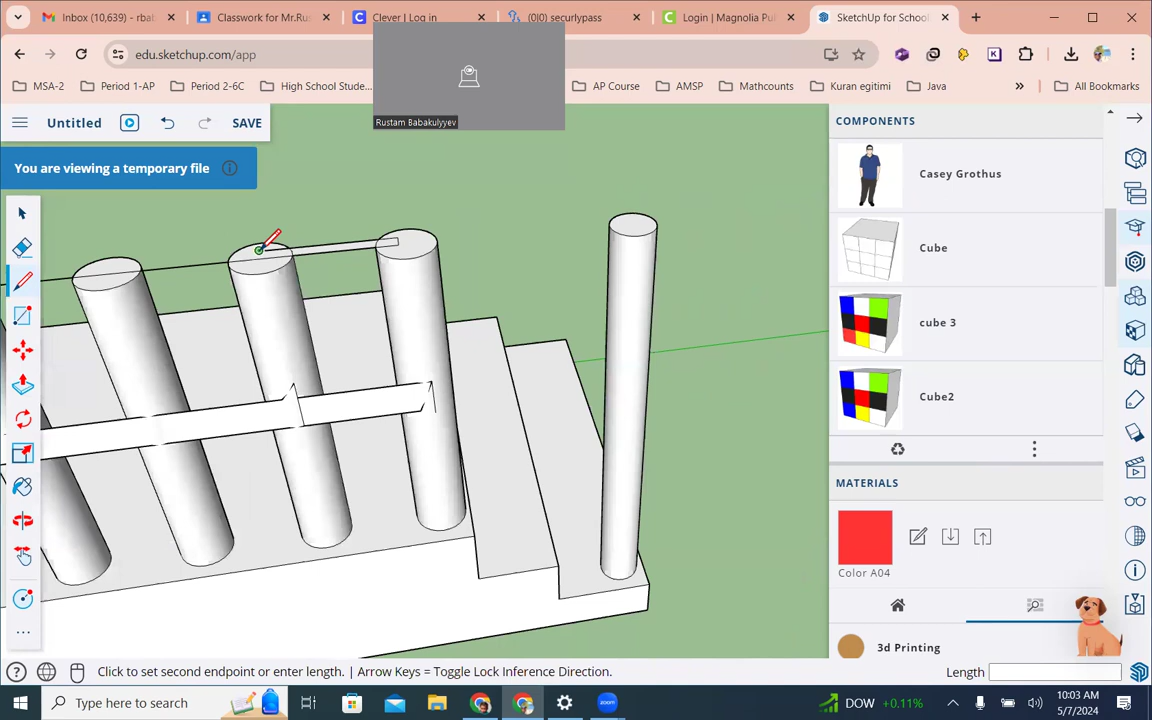 Inbox (10,639) - rbab
Classwork for Mr.Rus
Clever | Log in
(0|0) securlypass
Login | Magnolia Pu
SketchUp for School
edu.sketchup.com/app
MSA-2
Period 1-AP
Period 2-6C
High School Stude...
AP Course
AMSP
Mathcounts
Kuran egitimi
Java
»
All Bookmarks
Rustam Babakulyyev
Untitled
SAVE
You are viewing a temporary file
COMPONENTS
Casey Grothus
Cube
cube 3
Cube2
MATERIALS
Color A04
3d Printing
Click to set second endpoint or enter length. | Arrow Keys = Toggle Lock Inference Direction.
Length
Type here to search
DOW +0.11%
10:03 AM
5/7/2024